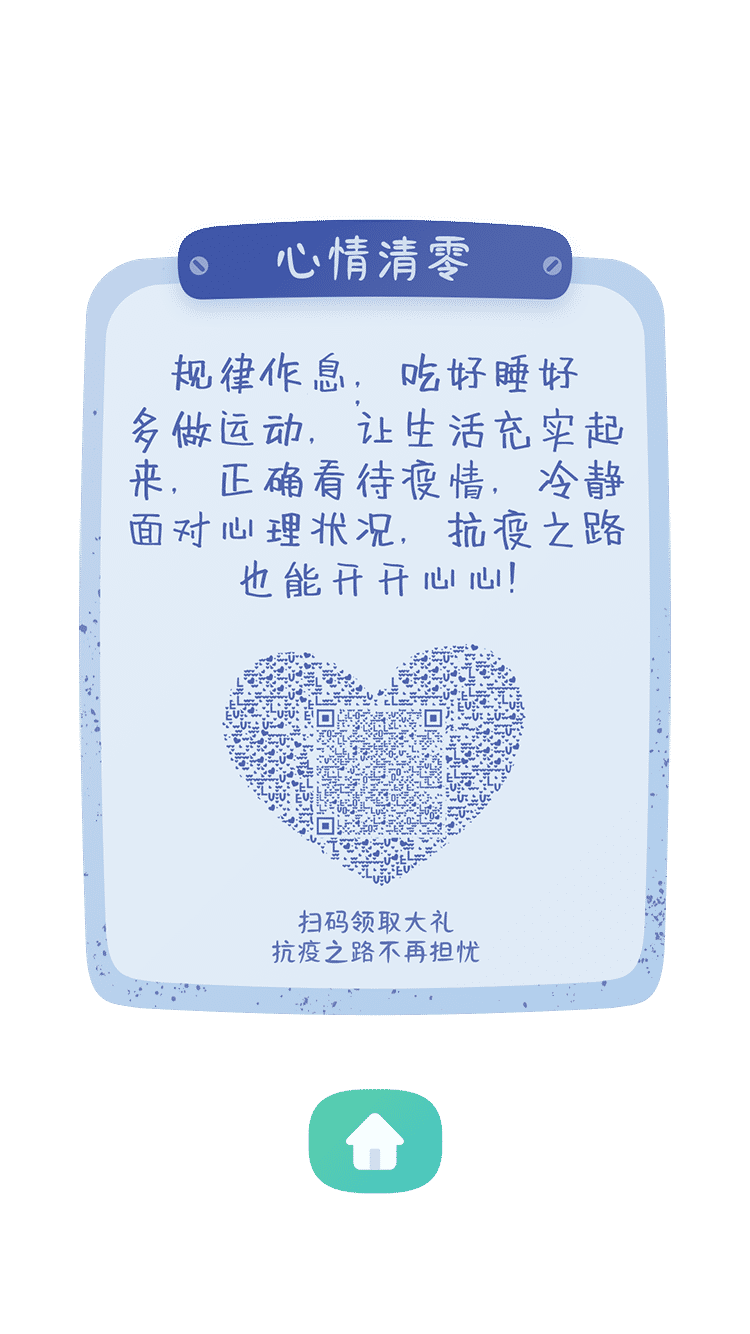 心情清零
规律作息，吃好睡好
多做运动，让生活充实起
来，正确看待疫情，冷静
面对心理状况，抗疫之路
也能开开心心!
扫码领取大礼
抗疫之路不再担忧